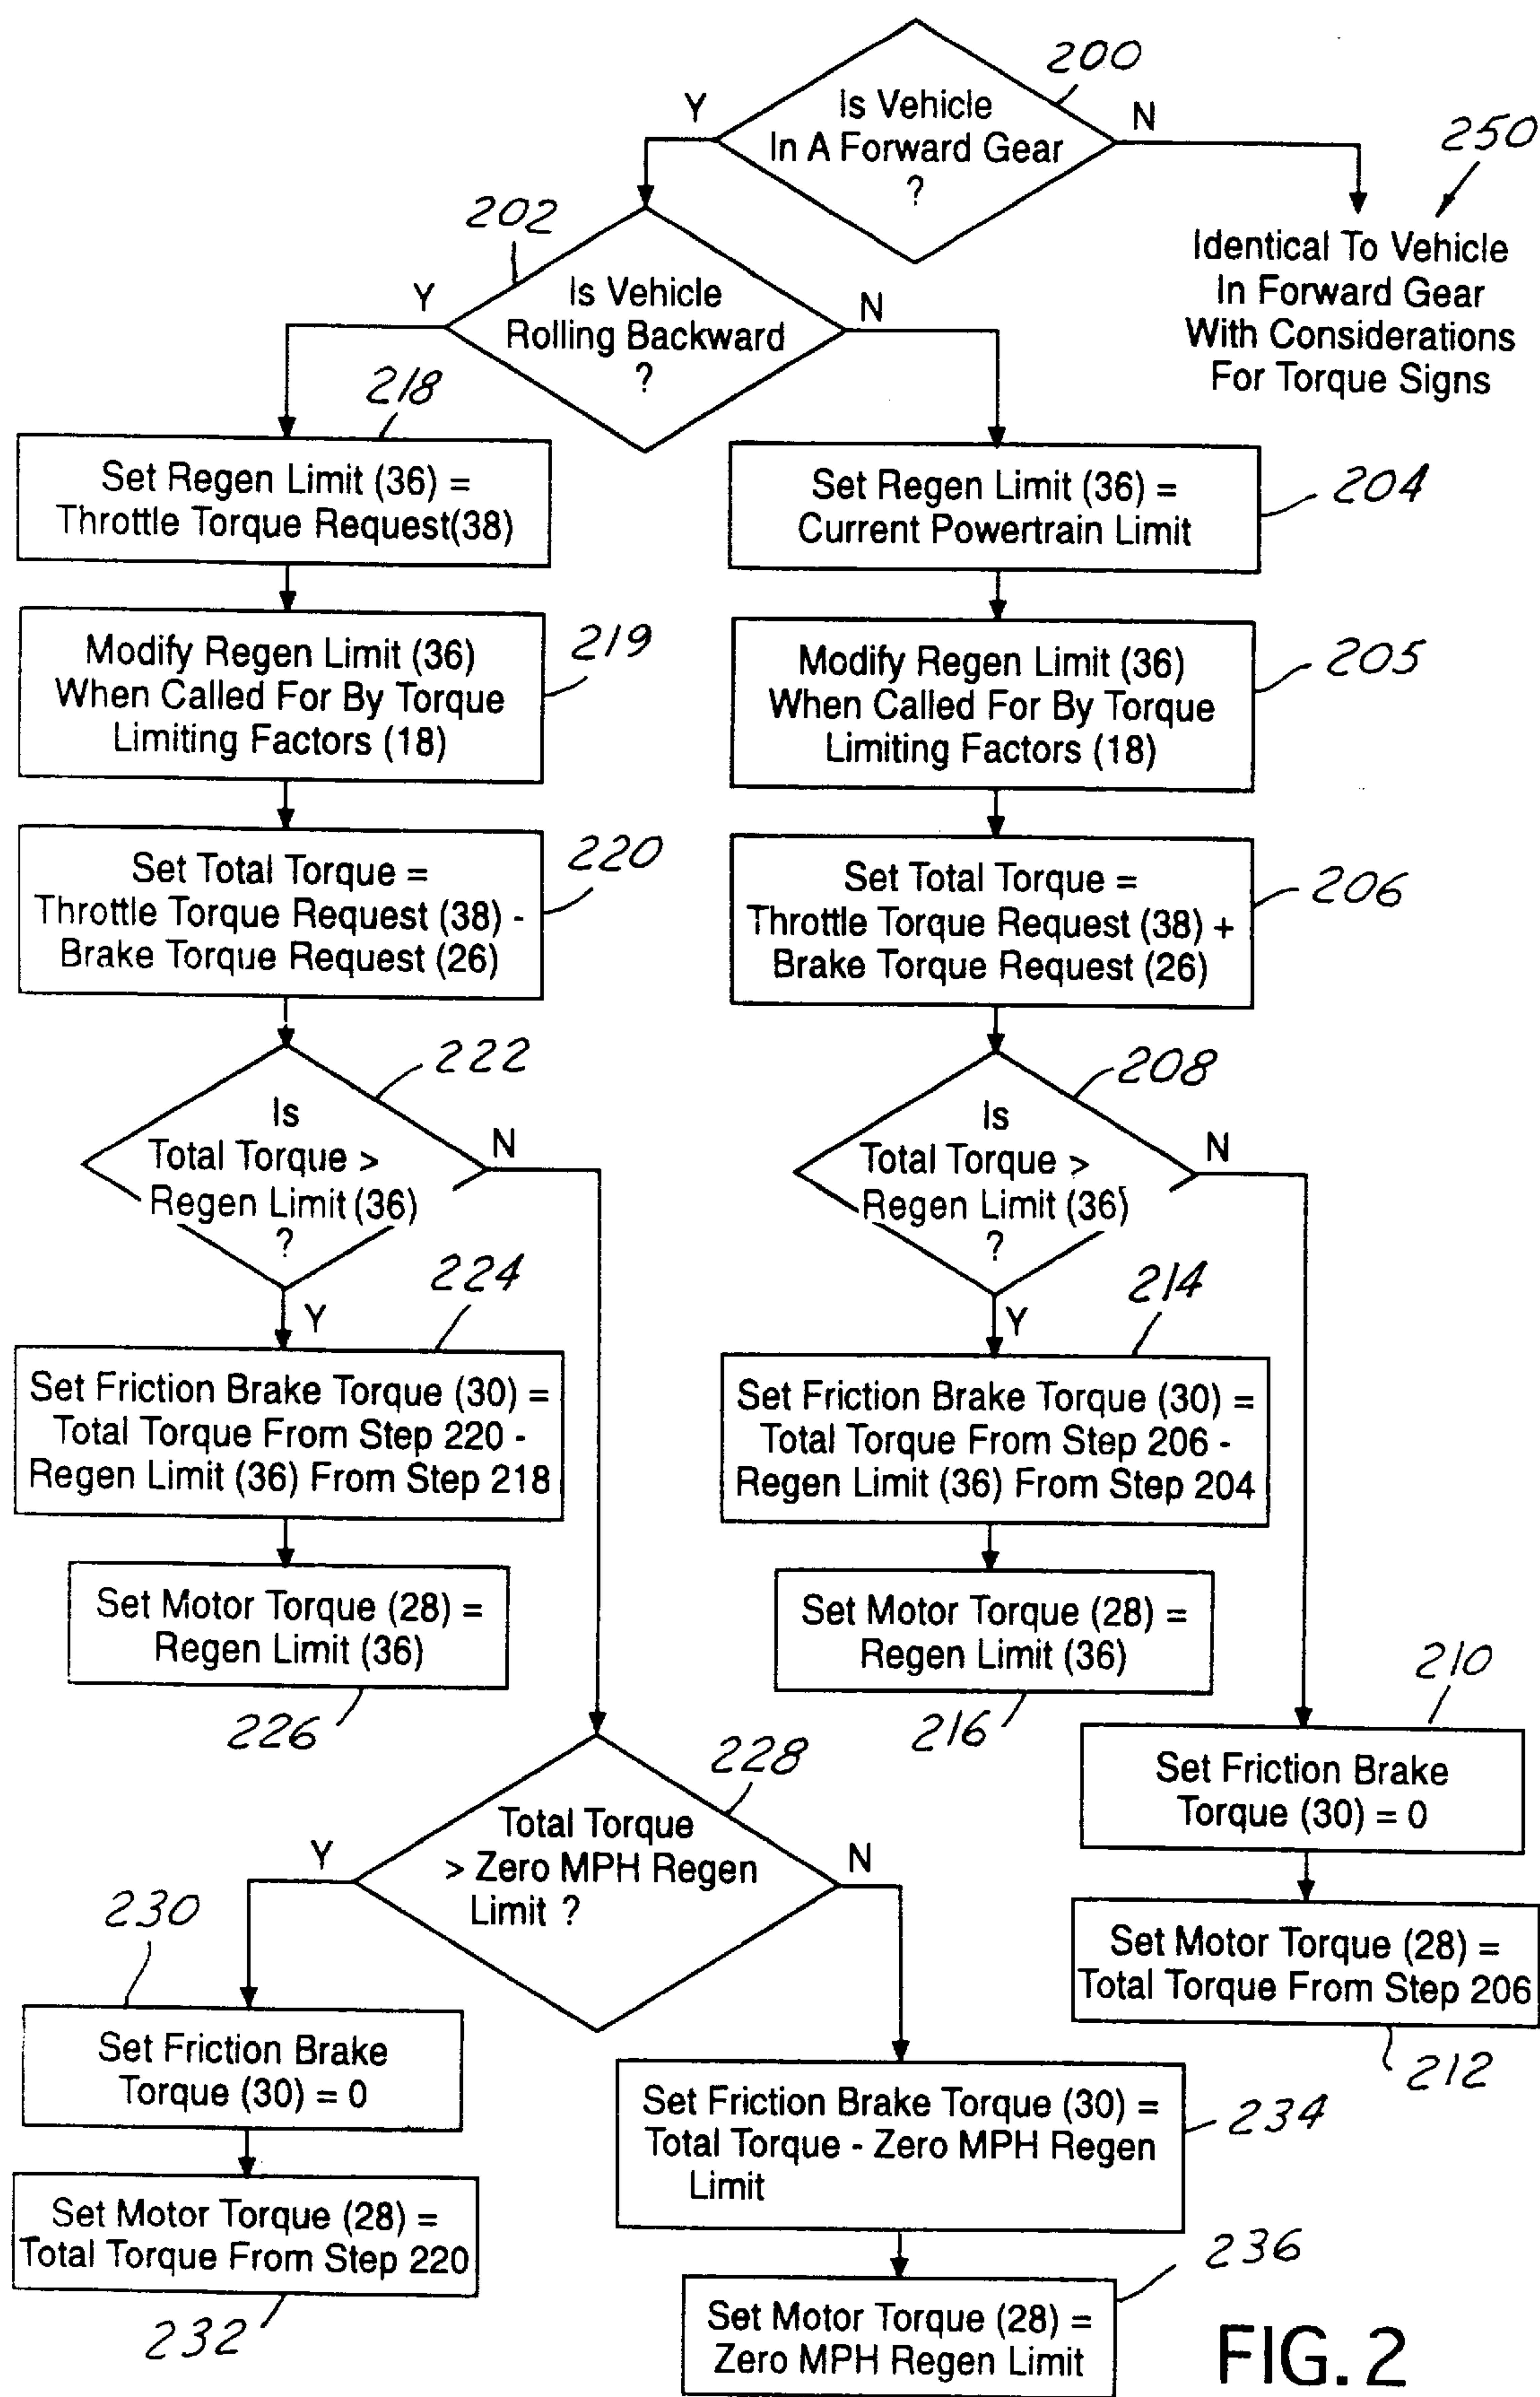 200
Is Vehicle
In A Forward Gear
?
Y
N
250
Identical To Vehicle
In Forward Gear
With Considerations
For Torque Signs
202
Is Vehicle
Rolling Backward
?
Y
N
218
Set Regen Limit (36) =
Throttle Torque Request(38)
204
Set Regen Limit (36) =
Current Powertrain Limit
219
Modify Regen Limit (36)
When Called For By Torque
Limiting Factors (18)
205
Modify Regen Limit (36)
When Called For By Torque
Limiting Factors (18)
220
Set Total Torque =
Throttle Torque Request (38) -
Brake Torque Request (26)
206
Set Total Torque =
Throttle Torque Request (38) +
Brake Torque Request (26)
222
Is
Total Torque >
Regen Limit (36)
?
N
Y
208
Is
Total Torque >
Regen Limit (36)
?
N
Y
224
Set Friction Brake Torque (30) =
Total Torque From Step 220 -
Regen Limit (36) From Step 218
214
Set Friction Brake Torque (30) =
Total Torque From Step 206 -
Regen Limit (36) From Step 204
Set Motor Torque (28) =
Regen Limit (36)
226
Set Motor Torque (28) =
Regen Limit (36)
216
210
Set Friction Brake
Torque (30) = 0
228
Total Torque
> Zero MPH Regen
Limit ?
Y
N
Set Motor Torque (28) =
Total Torque From Step 206
212
230
Set Friction Brake
Torque (30) = 0
234
Set Friction Brake Torque (30) =
Total Torque - Zero MPH Regen
Limit
Set Motor Torque (28) =
Total Torque From Step 220
232
236
Set Motor Torque (28) =
Zero MPH Regen Limit
FIG. 2